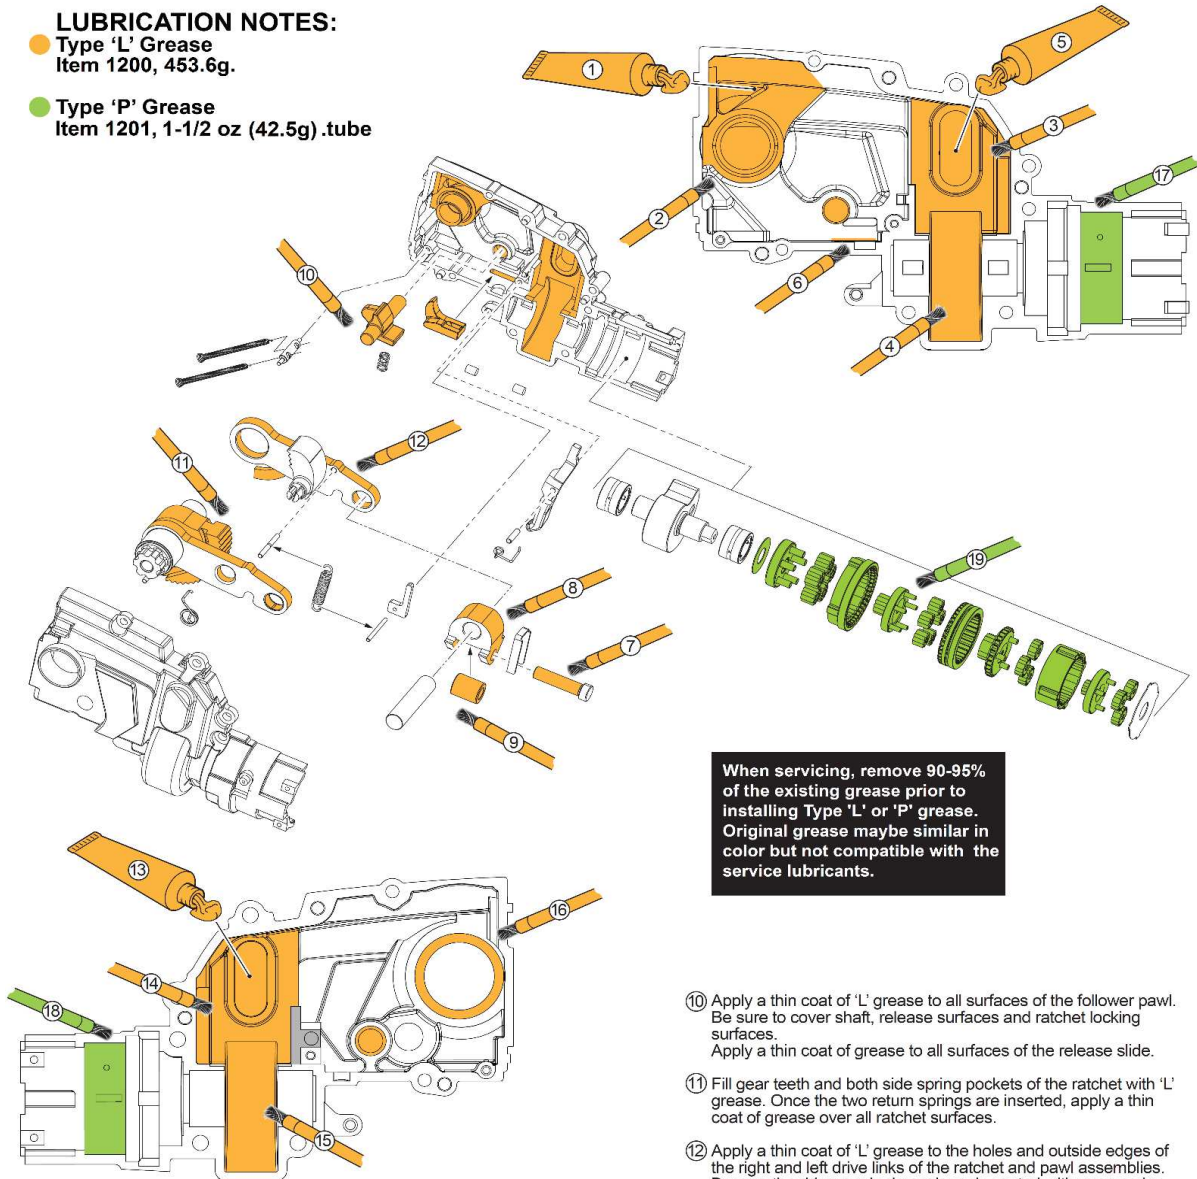 LUBRICATION NOTES:
Type ‘L’ Grease
Item 1200, 453.6g.
Type ‘P’ Grease
Item 1201, 1-1/2 oz (42.5g) .tube
1
5
3
17
2
6
4
10
12
11
8
7
9
19
When servicing, remove 90-95%
of the existing grease prior to
installing Type 'L' or 'P' grease.
Original grease maybe similar in
color but not compatible with the
service lubricants.
13
16
14
18
15
10 Apply a thin coat of ‘L’ grease to all surfaces of the follower pawl.
Be sure to cover shaft, release surfaces and ratchet locking
surfaces.
Apply a thin coat of grease to all surfaces of the release slide.
11 Fill gear teeth and both side spring pockets of the ratchet with ‘L’
grease. Once the two return springs are inserted, apply a thin
coat of grease over all ratchet surfaces.
12 Apply a thin coat of ‘L’ grease to the holes and outside edges of
the right and left drive links of the ratchet and pawl assemblies.